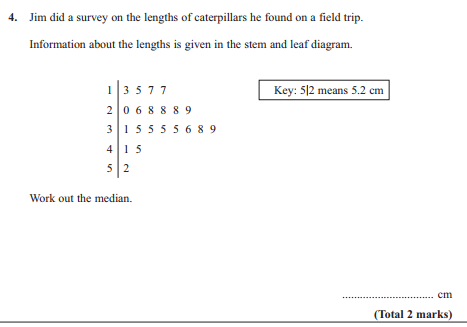 4. Jim did a survey on the lengths of caterpillars he found on a field trip.
Information about the lengths is given in the stem and leaf diagram.
1 | 3 5 7 7
Key: 5|2 means 5.2 cm
2 | 0 6 8 8 8 9
3 | 1 5 5 5 5 6 8 9
4 | 1 5
5 | 2
Work out the median.
................................ cm
(Total 2 marks)